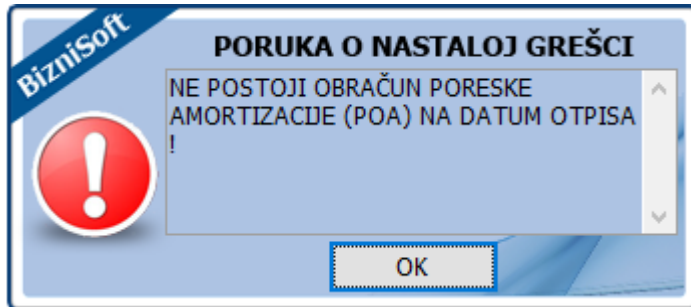 BizniSoft
PORUKA O NASTALOJ GREŠCI
NE POSTOJI OBRAČUN PORESKE
AMORTIZACIJE (POA) NA DATUM OTPISA
!
OK